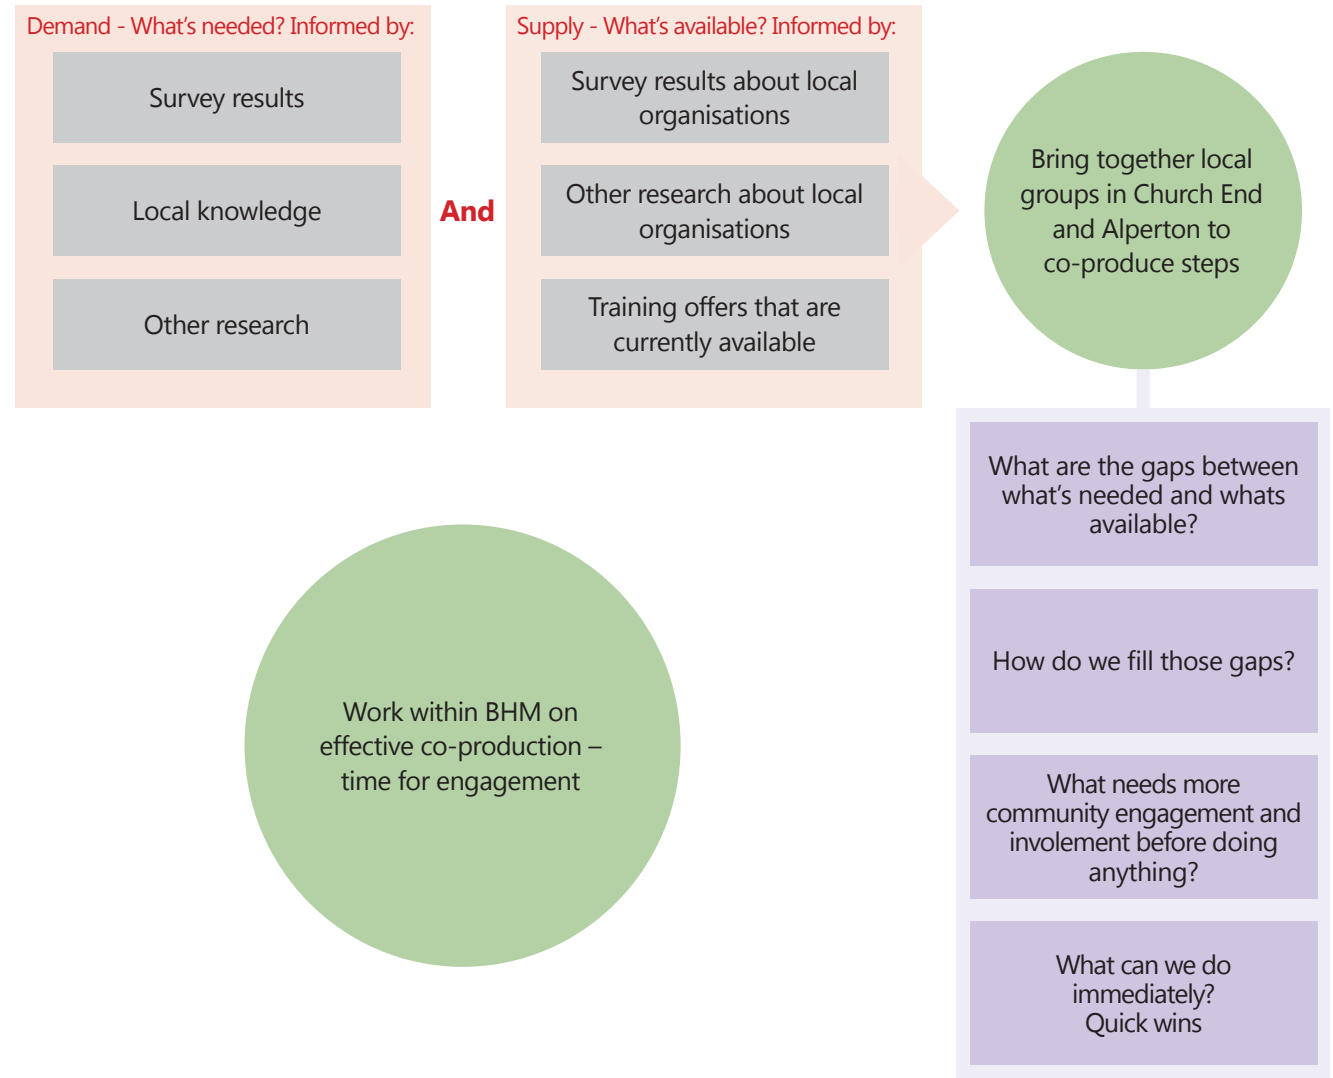 Demand - What's needed? Informed by:
Survey results
Local knowledge
Other research
And
Supply - What's available? Informed by:
Survey results about local
organisations
Other research about local
organisations
Training offers that are
currently available
Bring together local
groups in Church End
and Alperton to
co-produce steps
What are the gaps between
what's needed and whats
available?
How do we fill those gaps?
What needs more
community engagement and
involement before doing
anything?
What can we do
immediately?
Quick wins
Work within BHM on
effective co-production –
time for engagement